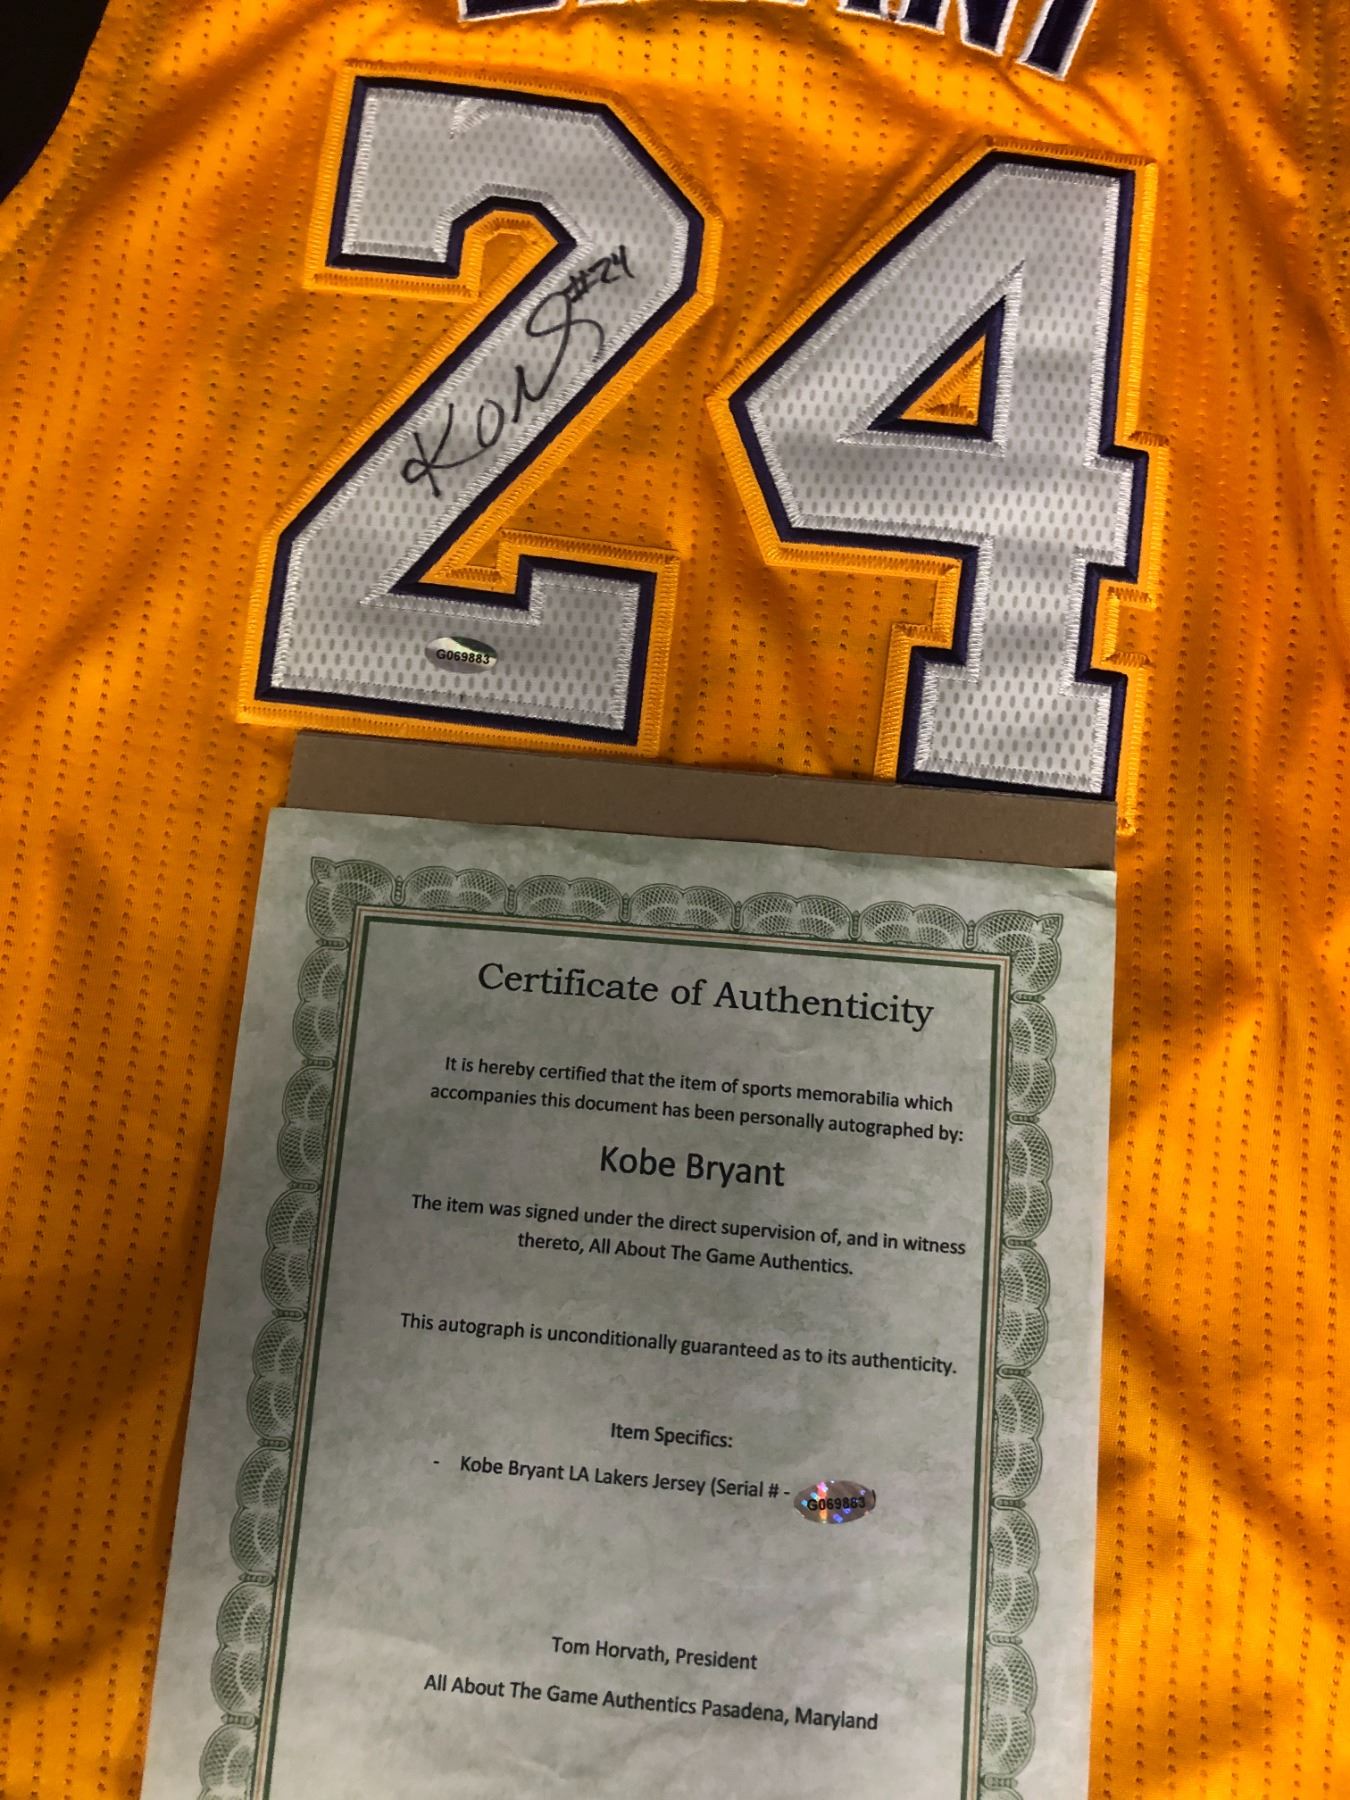 BRYANT
24
#24
G069883
Certificate of Authenticity
It is hereby certified that the item of sports memorabilia which
accompanies this document has been personally autographed by:
Kobe Bryant
The item was signed under the direct supervision of, and in witness
thereto, All About The Game Authentics.
This autograph is unconditionally guaranteed as to its authenticity.
Item Specifics:
- Kobe Bryant LA Lakers Jersey (Serial # - G069883)
Tom Horvath, President
All About The Game Authentics Pasadena, Maryland